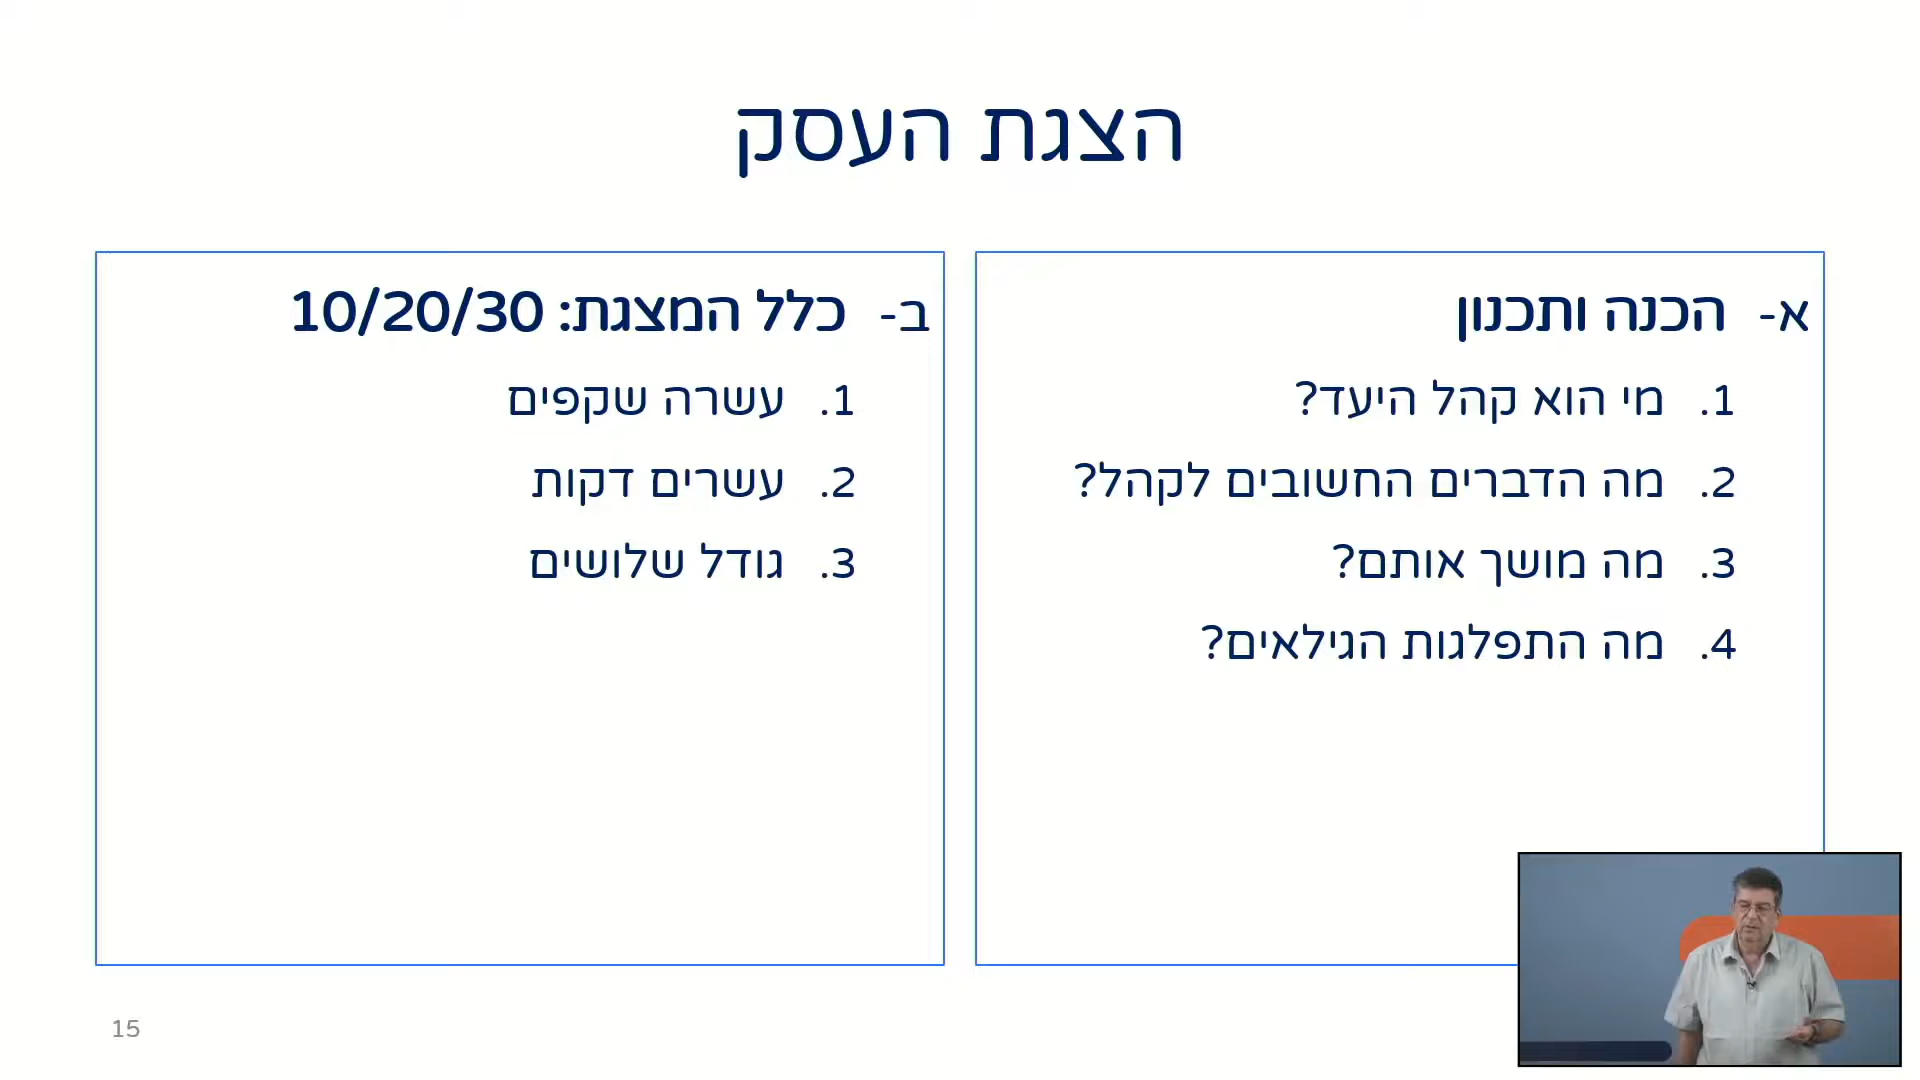 הצגת העסק
א- הכנה ותכנון
1. מי הוא קהל היעד?
2. מה הדברים החשובים לקהל?
3. מה מושך אותם?
4. מה התפלגות הגילאים?
ב- כלל המצגת: 10/20/30
1. עשרה שקפים
2. עשרים דקות
3. גודל שלושים
15